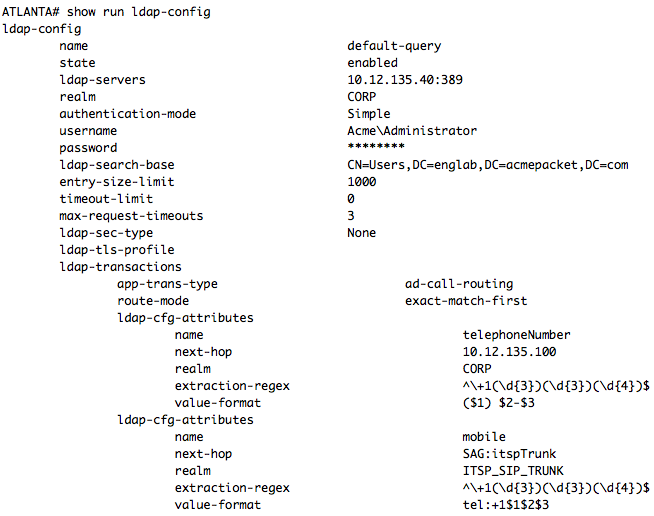 ATLANTA# show run ldap-config
ldap-config
name default-query
state enabled
ldap-servers 10.12.135.40:389
realm CORP
authentication-mode Simple
username Acme\Administrator
password ********
ldap-search-base CN=Users,DC=englab,DC=acmepacket,DC=com
entry-size-limit 1000
timeout-limit 0
max-request-timeouts 3
ldap-sec-type None
ldap-tls-profile
ldap-transactions
app-trans-type ad-call-routing
route-mode exact-match-first
ldap-cfg-attributes
name telephoneNumber
next-hop 10.12.135.100
realm CORP
extraction-regex ^\+1(\d{3})(\d{3})(\d{4})$
value-format ($1) $2-$3
ldap-cfg-attributes
name mobile
next-hop SAG:itspTrunk
realm ITSP_SIP_TRUNK
extraction-regex ^\+1(\d{3})(\d{3})(\d{4})$
value-format tel:+1$1$2$3